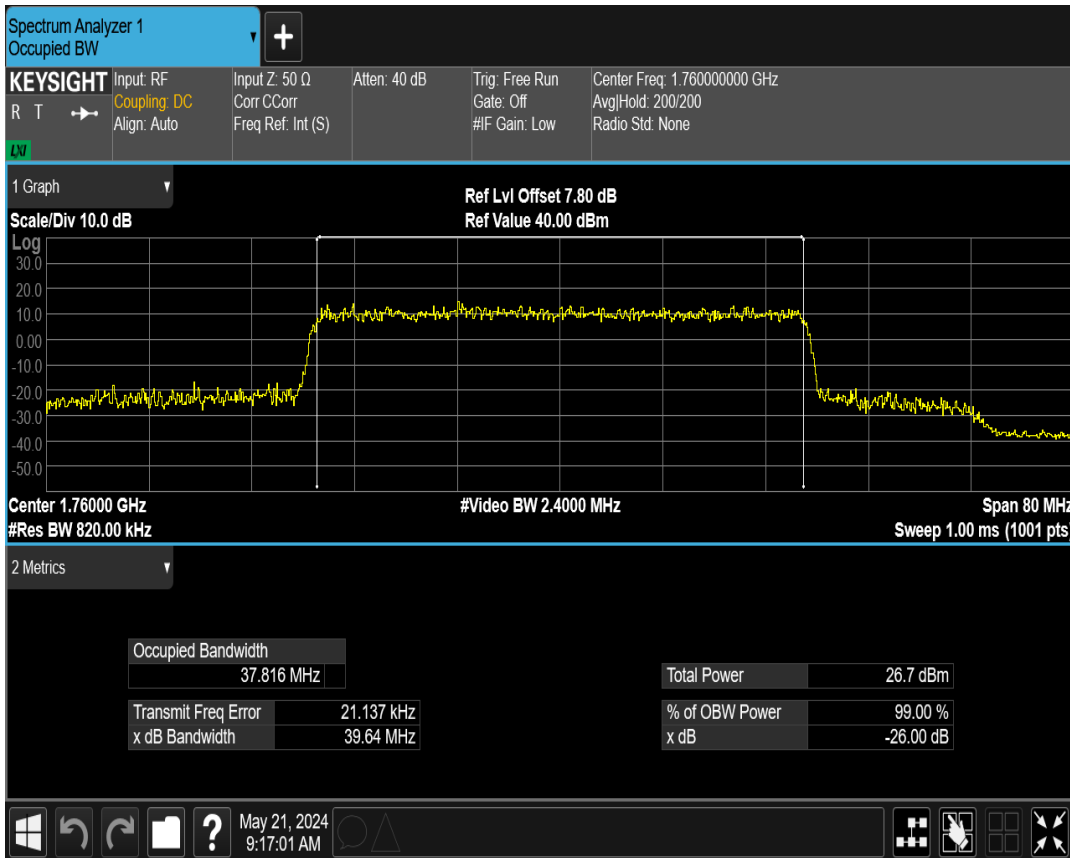 Spectrum Analyzer 1
Occupied BW
KEYSIGHT
R T
LXI
Input: RF
Coupling: DC
Align: Auto
Input Z: 50 Ω
Corr CCorr
Freq Ref: Int (S)
Atten: 40 dB
Trig: Free Run
Gate: Off
#IF Gain: Low
Center Freq: 1.760000000 GHz
Avg|Hold: 200/200
Radio Std: None
1 Graph
Scale/Div 10.0 dB
Ref Lvl Offset 7.80 dB
Ref Value 40.00 dBm
Log
30.0
20.0
10.0
0.00
-10.0
-20.0
-30.0
-40.0
-50.0
Center 1.76000 GHz
#Res BW 820.00 kHz
#Video BW 2.4000 MHz
Span 80 MHz
Sweep 1.00 ms (1001 pts)
2 Metrics
Occupied Bandwidth
37.816 MHz
Transmit Freq Error 21.137 kHz
x dB Bandwidth 39.64 MHz
Total Power 26.7 dBm
% of OBW Power 99.00 %
x dB -26.00 dB
?
May 21, 2024
9:17:01 AM